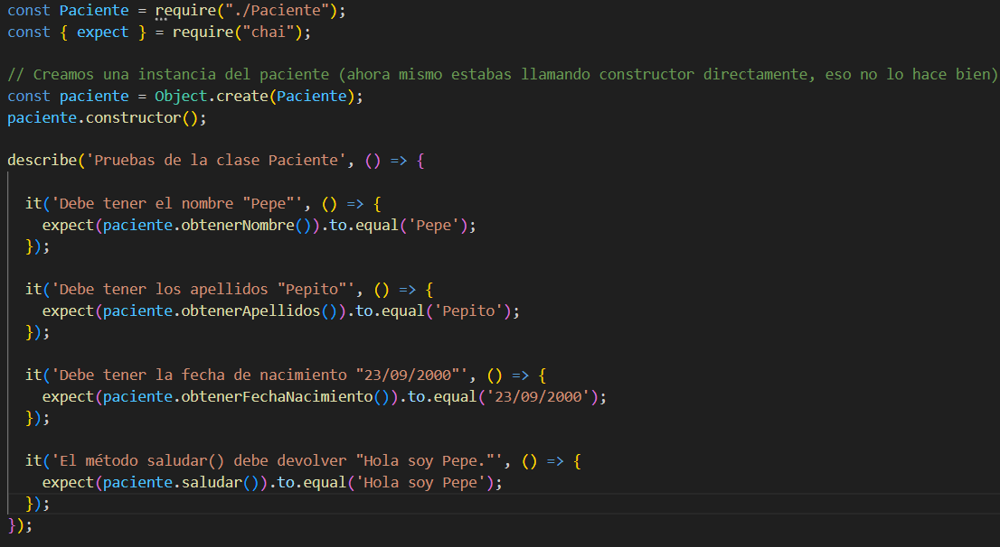 const Paciente = require("./Paciente");
const { expect } = require("chai");
// Creamos una instancia del paciente (ahora mismo estabas llamando constructor directamente, eso no lo hace bien)
const paciente = Object.create(Paciente);
paciente.constructor();
describe('Pruebas de la clase Paciente', () => {
it('Debe tener el nombre "Pepe"', () => {
expect(paciente.obtenerNombre()).to.equal('Pepe');
});
it('Debe tener los apellidos "Pepito"', () => {
expect(paciente.obtenerApellidos()).to.equal('Pepito');
});
it('Debe tener la fecha de nacimiento "23/09/2000"', () => {
expect(paciente.obtenerFechaNacimiento()).to.equal('23/09/2000');
});
it('El método saludar() debe devolver "Hola soy Pepe."', () => {
expect(paciente.saludar()).to.equal('Hola soy Pepe');
});
});